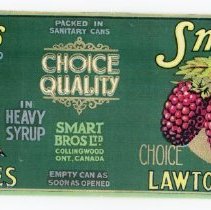 PACKED IN
SANITARY CANS
CHOICE
QUALITY
IN
HEAVY
SYRUP
SMART
BROS LTD
COLLINGWOOD
ONT., CANADA
EMPTY CAN AS
SOON AS OPENED
CHOICE